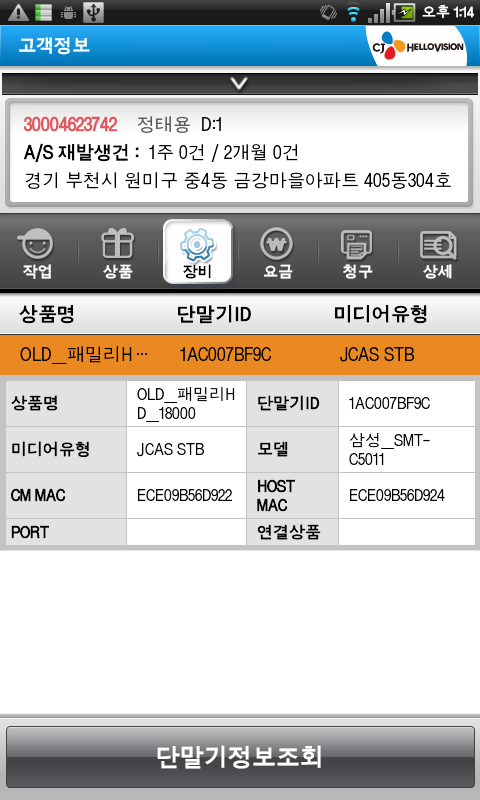 오후 1:14
고객정보
CJ HELLOVISION
30004623742 정태용 D:1
A/S 재발생건 : 1주 0건 / 2개월 0건
경기 부천시 원미구 중4동 금강마을아파트 405동304호
작업 상품 장비 요금 청구 상세
상품명 단말기ID 미디어유형
OLD__패밀리H ··· 1AC007BF9C JCAS STB
상품명 OLD__패밀리H
D__18000 단말기ID 1AC007BF9C
미디어유형 JCAS STB 모델 삼성__SMT-
C5011
CM MAC ECE09B56D922 HOST
MAC ECE09B56D924
PORT 연결상품
단말기정보조회